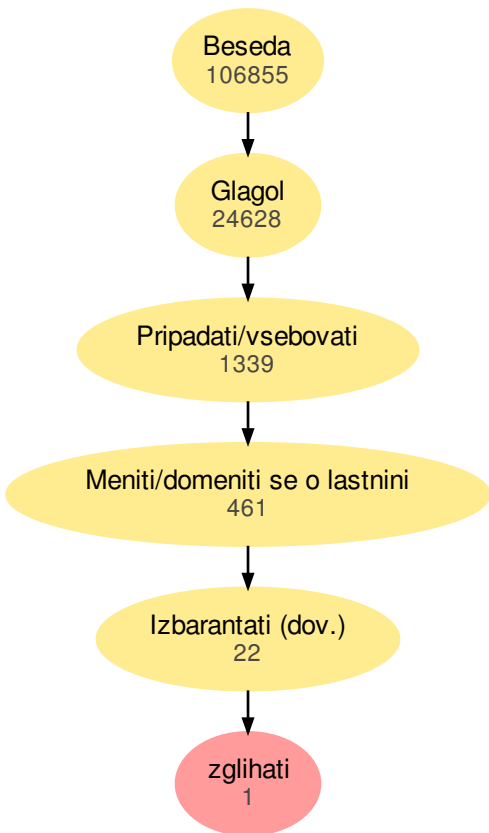 Beseda
106855
Glagol
24628
Pripadati/vsebovati
1339
Meniti/domeniti se o lastnini
461
Izbarantati (dov.)
22
zglihati
1